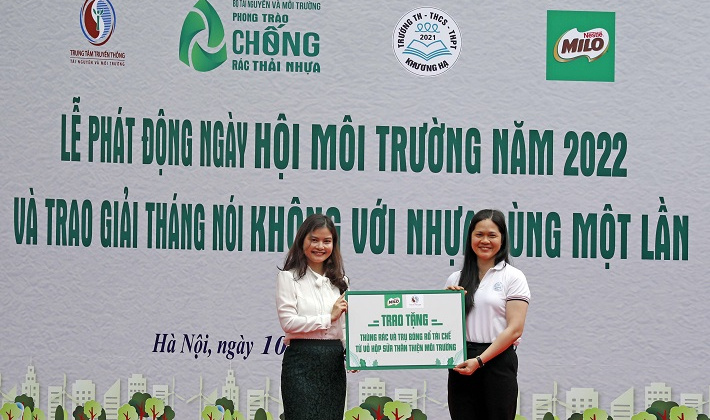 BỘ TÀI NGUYÊN VÀ MÔI TRƯỜNG
PHONG TRÀO
CHỐNG
RÁC THẢI NHỰA
TRUNG TÂM TRUYỀN THÔNG
TÀI NGUYÊN VÀ MÔI TRƯỜNG
TRƯỜNG TH - THCS - THPT
2021
KHƯƠNG HẠ
Nestlé
MILO
LỄ PHÁT ĐỘNG NGÀY HỘI MÔI TRƯỜNG NĂM 2022
VÀ TRAO GIẢI THÁNG NÓI KHÔNG VỚI NHỰA DÙNG MỘT LẦN
MILO
TRAO TẶNG
THÙNG RÁC VÀ TRỤ BÓNG RỔ TÁI CHẾ
TỪ VỎ HỘP SỮA THÂN THIỆN MÔI TRƯỜNG
Hà Nội, ngày 10